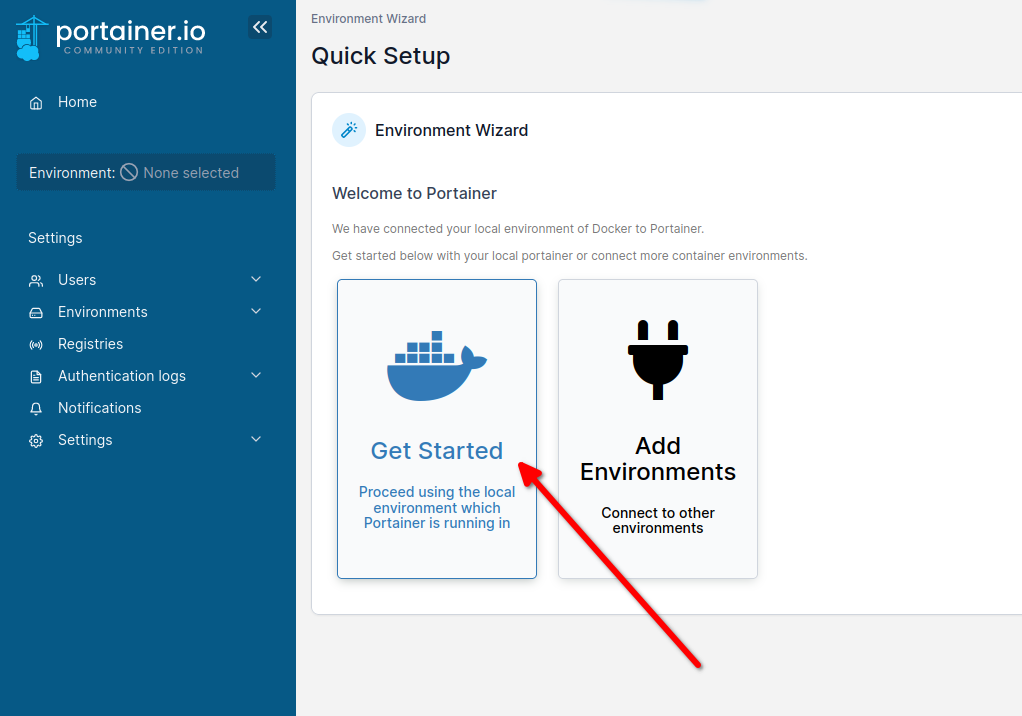 portainer.io
COMMUNITY EDITION
Home
Environment: None selected
Settings
Users
Environments
Registries
Authentication logs
Notifications
Settings
Environment Wizard
Quick Setup
Environment Wizard
Welcome to Portainer
We have connected your local environment of Docker to Portainer.
Get started below with your local portainer or connect more container environments.
Get Started
Proceed using the local
environment which
Portainer is running in
Add
Environments
Connect to other
environments